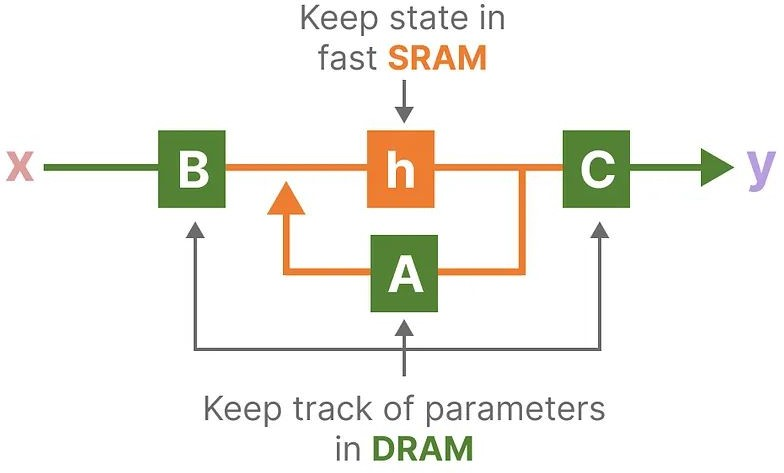 Keep state in
fast SRAM
x B h C y
A
Keep track of parameters
in DRAM